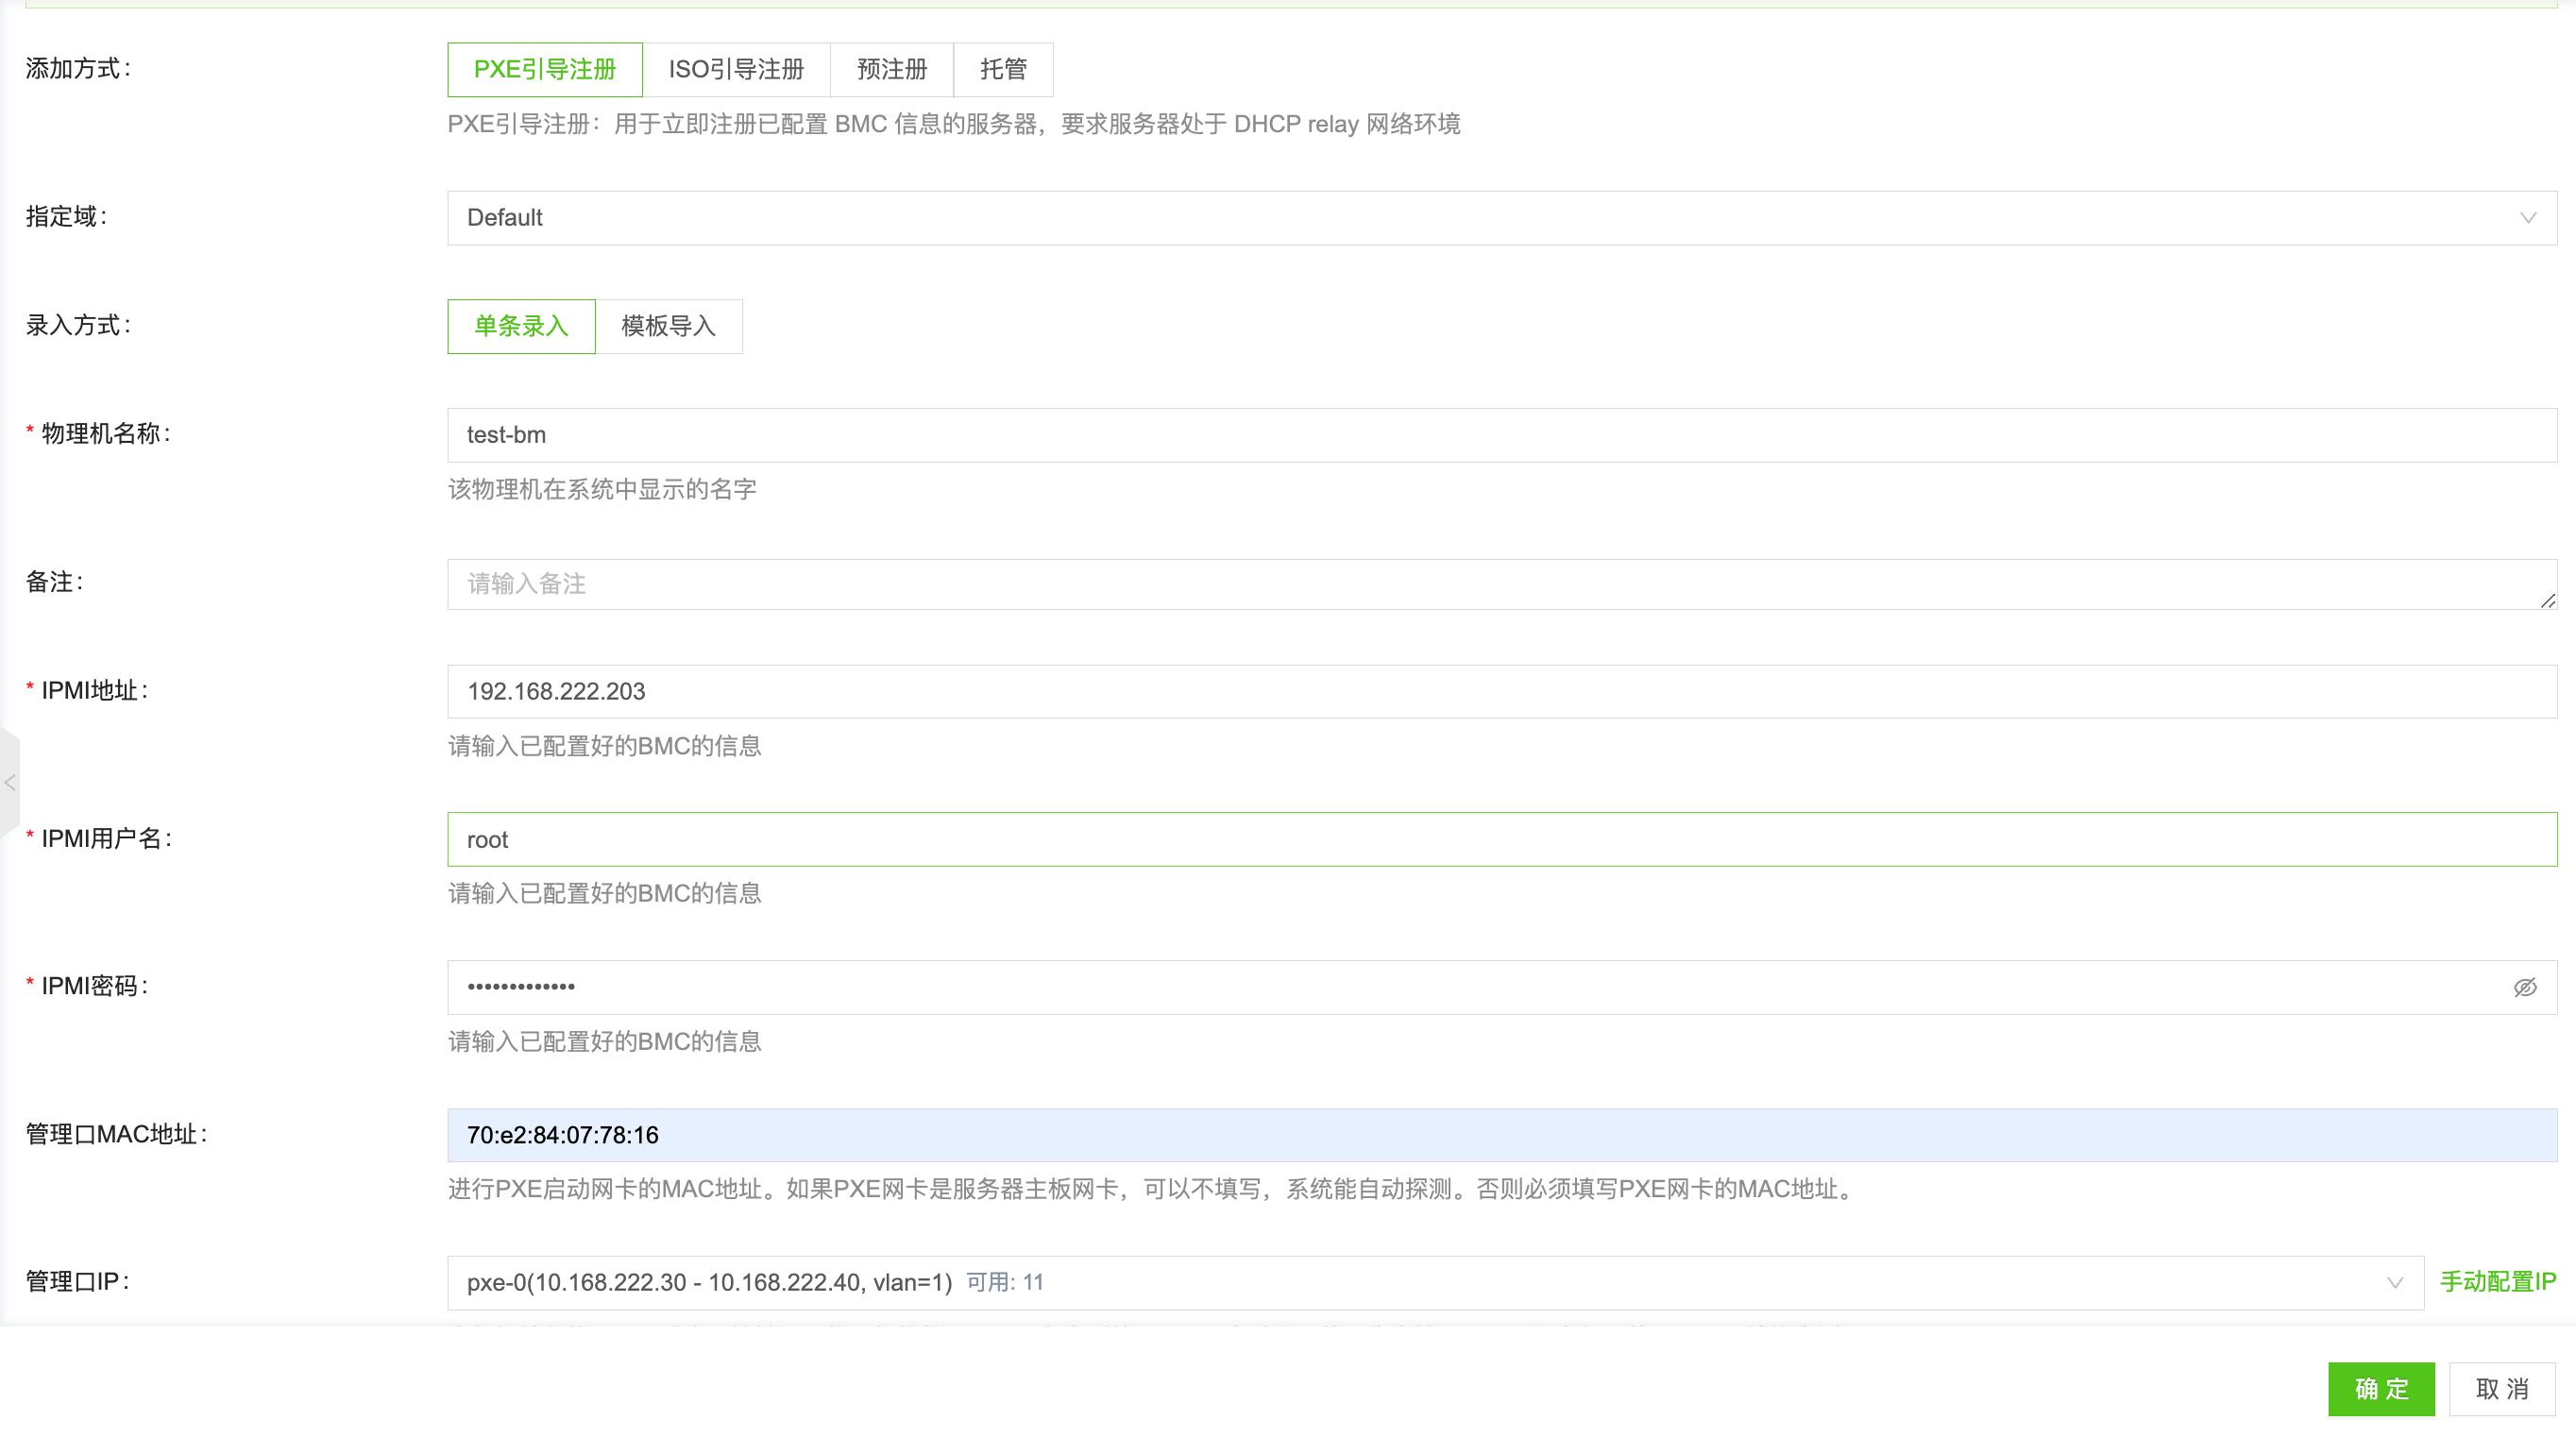 添加方式：
PXE引导注册 ISO引导注册 预注册 托管
PXE引导注册：用于立即注册已配置 BMC 信息的服务器，要求服务器处于 DHCP relay 网络环境
指定域：
Default
录入方式：
单条录入 模板导入
* 物理机名称：
test-bm
该物理机在系统中显示的名字
备注：
请输入备注
* IPMI地址：
192.168.222.203
请输入已配置好的BMC的信息
* IPMI用户名：
root
请输入已配置好的BMC的信息
* IPMI密码：
•••••••••••••
请输入已配置好的BMC的信息
管理口MAC地址：
70:e2:84:07:78:16
进行PXE启动网卡的MAC地址。如果PXE网卡是服务器主板网卡，可以不填写，系统能自动探测。否则必须填写PXE网卡的MAC地址。
管理口IP：
pxe-0(10.168.222.30 - 10.168.222.40, vlan=1) 可用: 11
手动配置IP
确 定 取 消